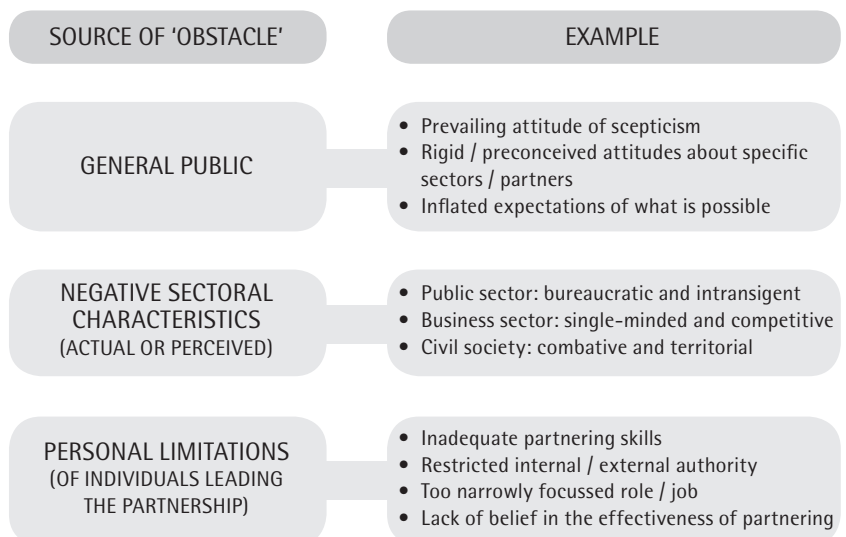 SOURCE OF ‘OBSTACLE’
EXAMPLE
GENERAL PUBLIC
• Prevailing attitude of scepticism
• Rigid / preconceived attitudes about specific
sectors / partners
• Inflated expectations of what is possible
NEGATIVE SECTORAL
CHARACTERISTICS
(ACTUAL OR PERCEIVED)
• Public sector: bureaucratic and intransigent
• Business sector: single-minded and competitive
• Civil society: combative and territorial
PERSONAL LIMITATIONS
(OF INDIVIDUALS LEADING
THE PARTNERSHIP)
• Inadequate partnering skills
• Restricted internal / external authority
• Too narrowly focussed role / job
• Lack of belief in the effectiveness of partnering